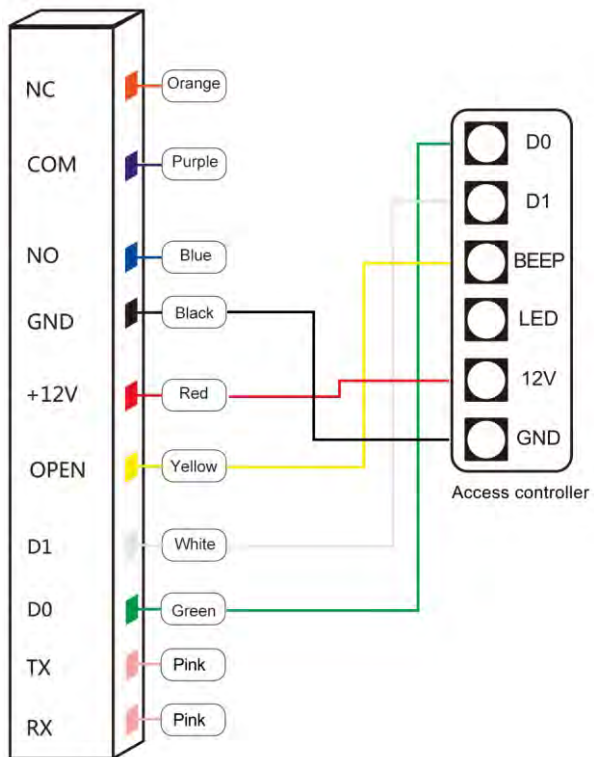 NC Orange
COM Purple
NO Blue
GND Black
+12V Red
OPEN Yellow
D1 White
D0 Green
TX Pink
RX Pink
D0
D1
BEEP
LED
12V
GND
Access controller